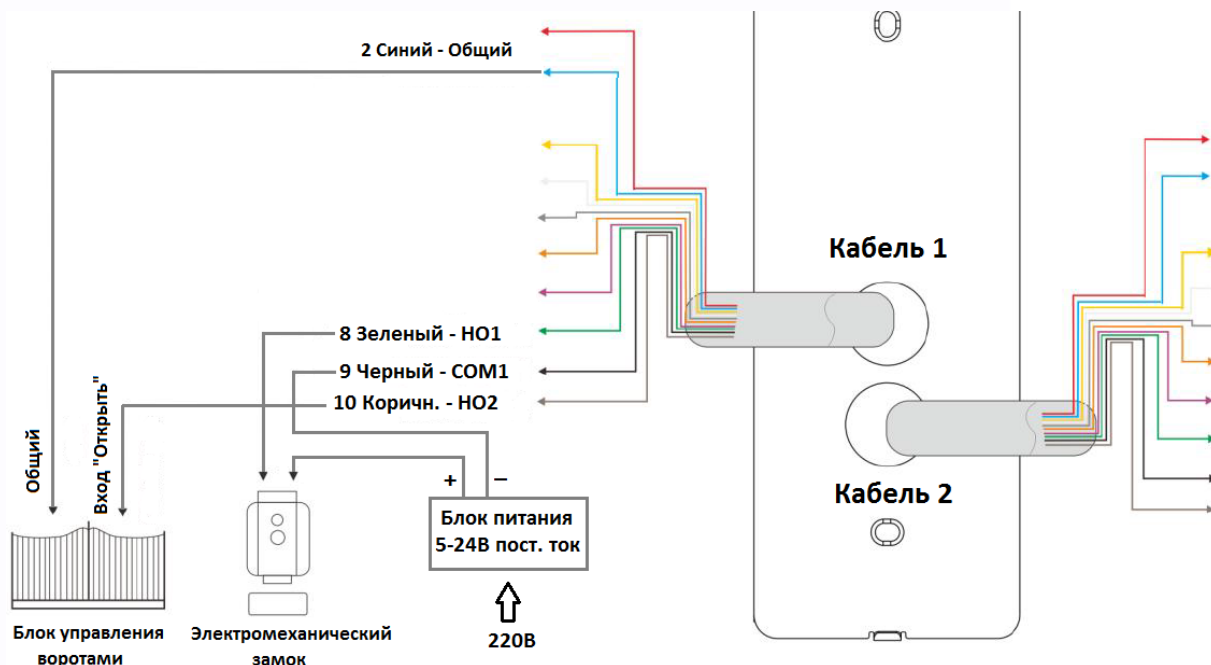 2 Синий - Общий
Кабель 1
8 Зеленый - НО1
9 Черный - COM1
10 Коричн. - НО2
Общий
Вход "Открыть"
+ –
Блок питания
5-24В пост. ток
Кабель 2
220В
Блок управления
воротами
Электромеханический
замок